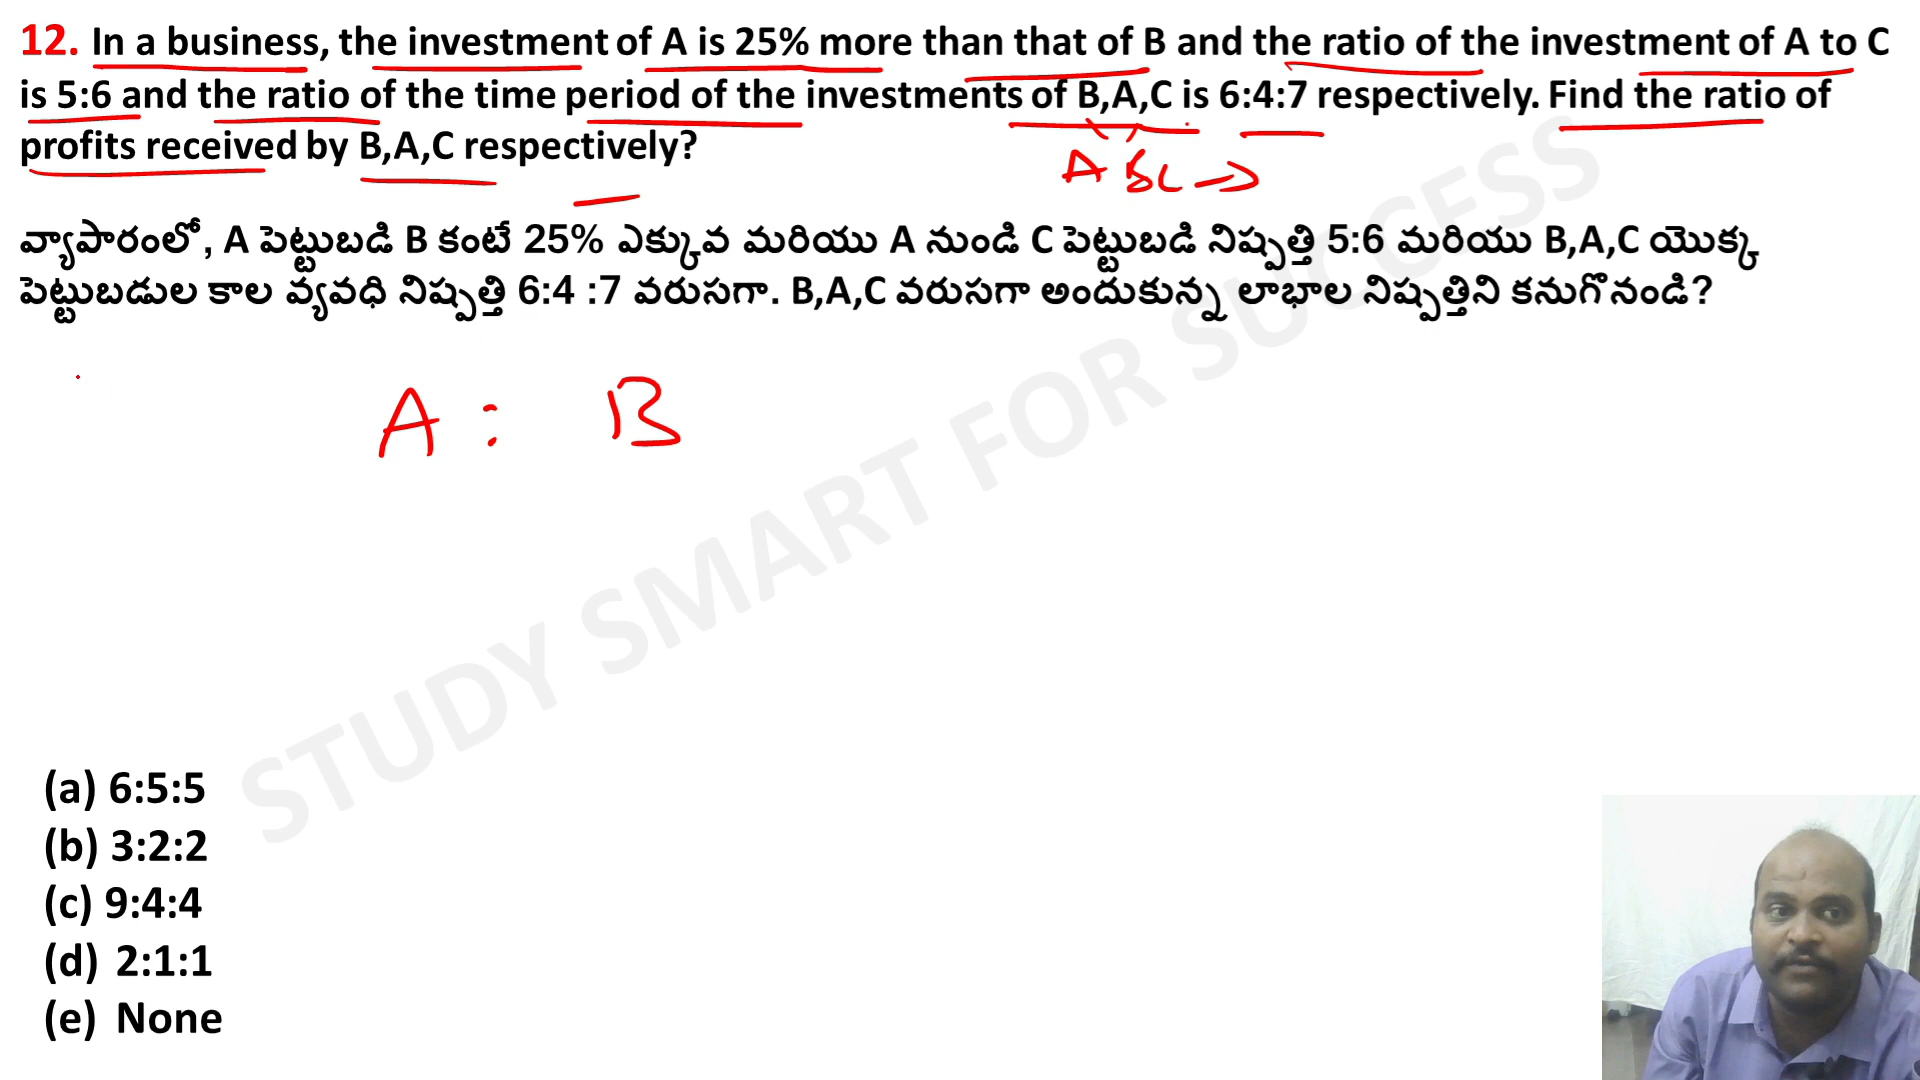 12. In a business, the investment of A is 25% more than that of B and the ratio of the investment of A to C
is 5:6 and the ratio of the time period of the investments of B,A,C is 6:4:7 respectively. Find the ratio of
profits received by B,A,C respectively?
A BC →
వ్యాపారంలో, A పెట్టుబడి B కంటే 25% ఎక్కువ మరియు A నుండి C పెట్టుబడి నిష్పత్తి 5:6 మరియు B,A,C యొక్క
పెట్టుబడుల కాల వ్యవధి నిష్పత్తి 6:4 :7 వరుసగా. B,A,C వరుసగా అందుకున్న లాభాల నిష్పత్తిని కనుగొనండి?
A : B
STUDY SMART FOR SUCCESS
(a) 6:5:5
(b) 3:2:2
(c) 9:4:4
(d) 2:1:1
(e) None